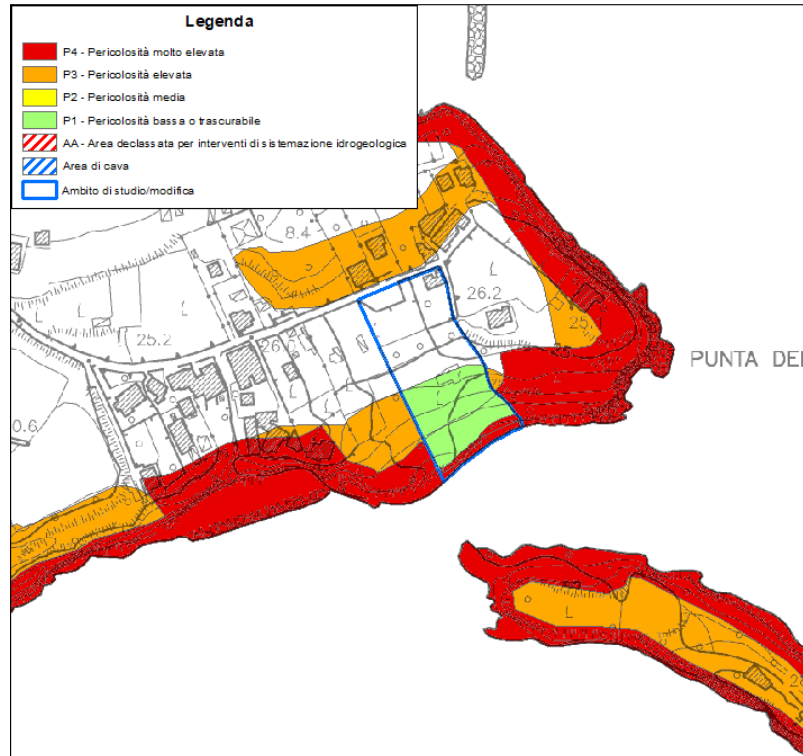 Legenda
P4 - Pericolosità molto elevata
P3 - Pericolosità elevata
P2 - Pericolosità media
P1 - Pericolosità bassa o trascurabile
AA - Area declassata per interventi di sistemazione idrogeologica
Area di cava
Ambito di studio/modifica
8.4
L
L
26.2
25.
25.2
L
L
26.0
PUNTA DEI
0.6
L